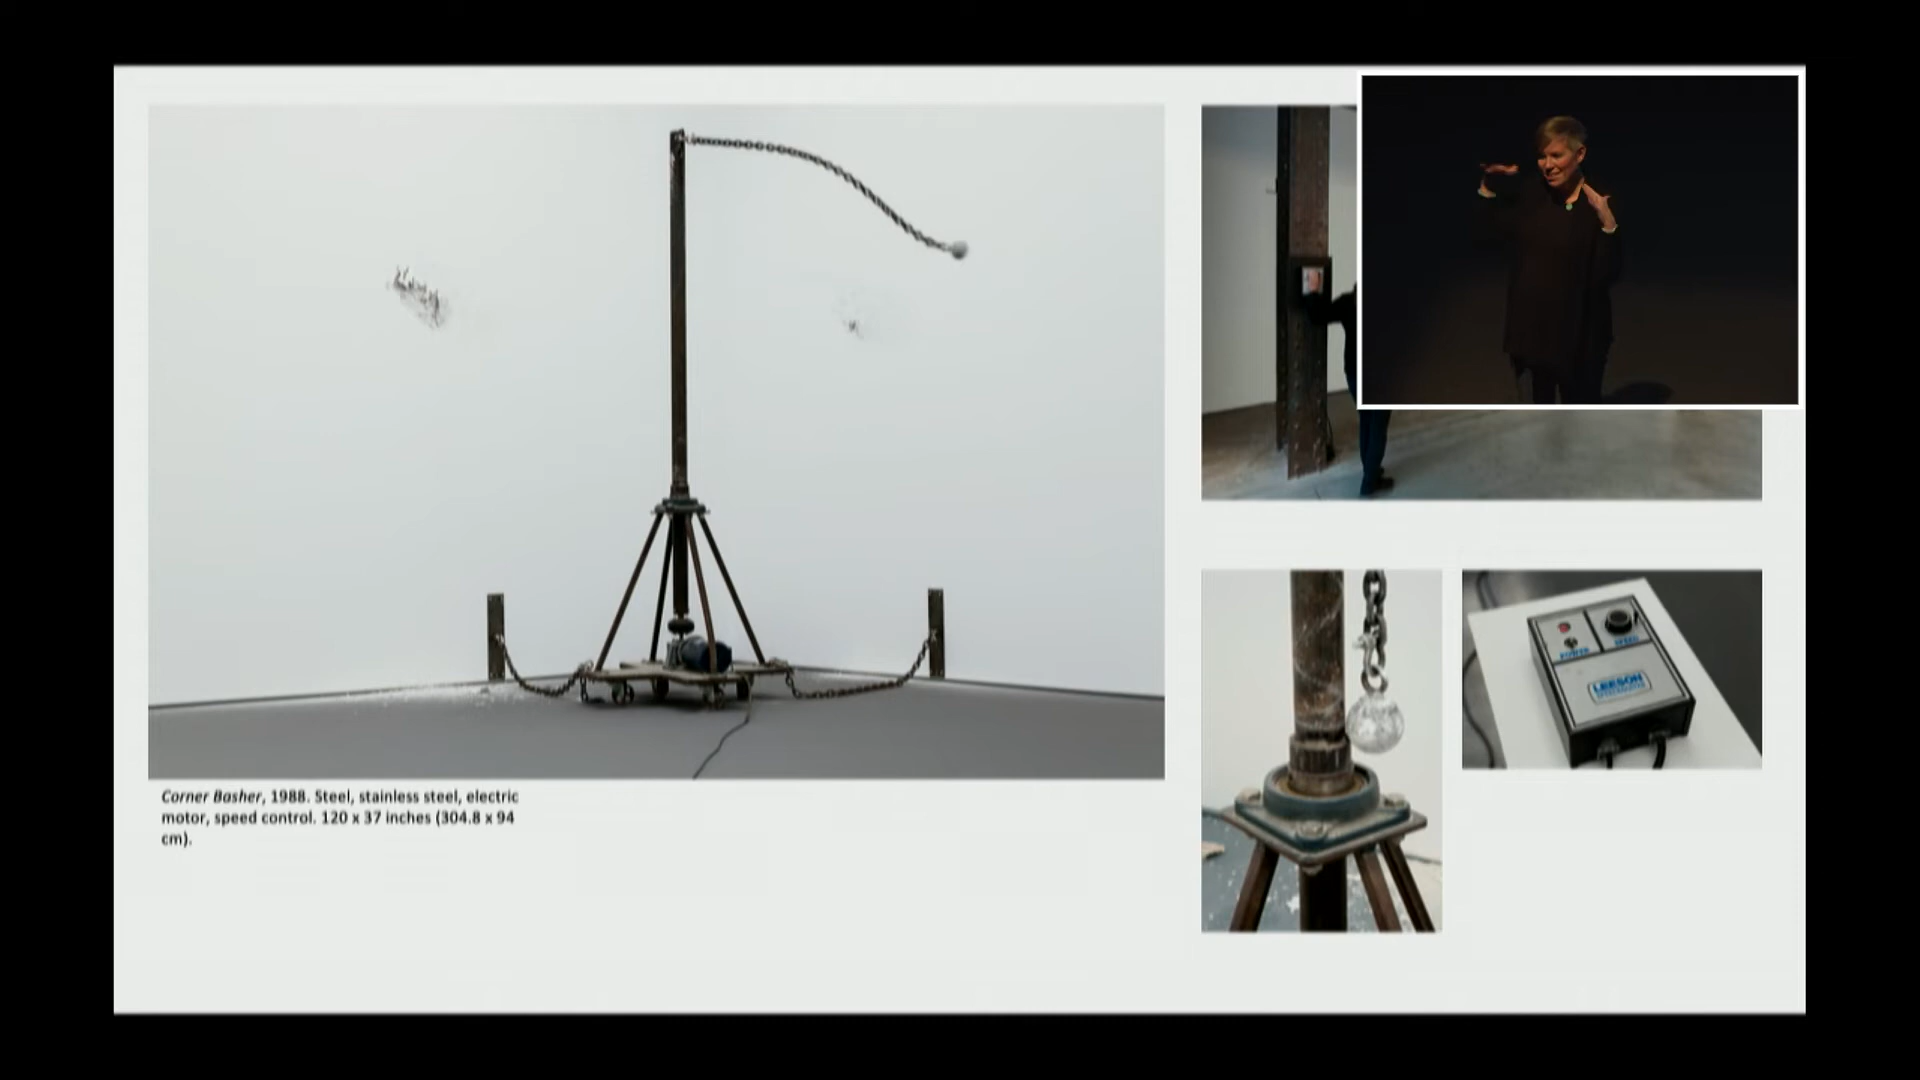 Corner Basher, 1988. Steel, stainless steel, electric
motor, speed control. 120 x 37 inches (304.8 x 94
cm).
POWER
SPEED
LEESON